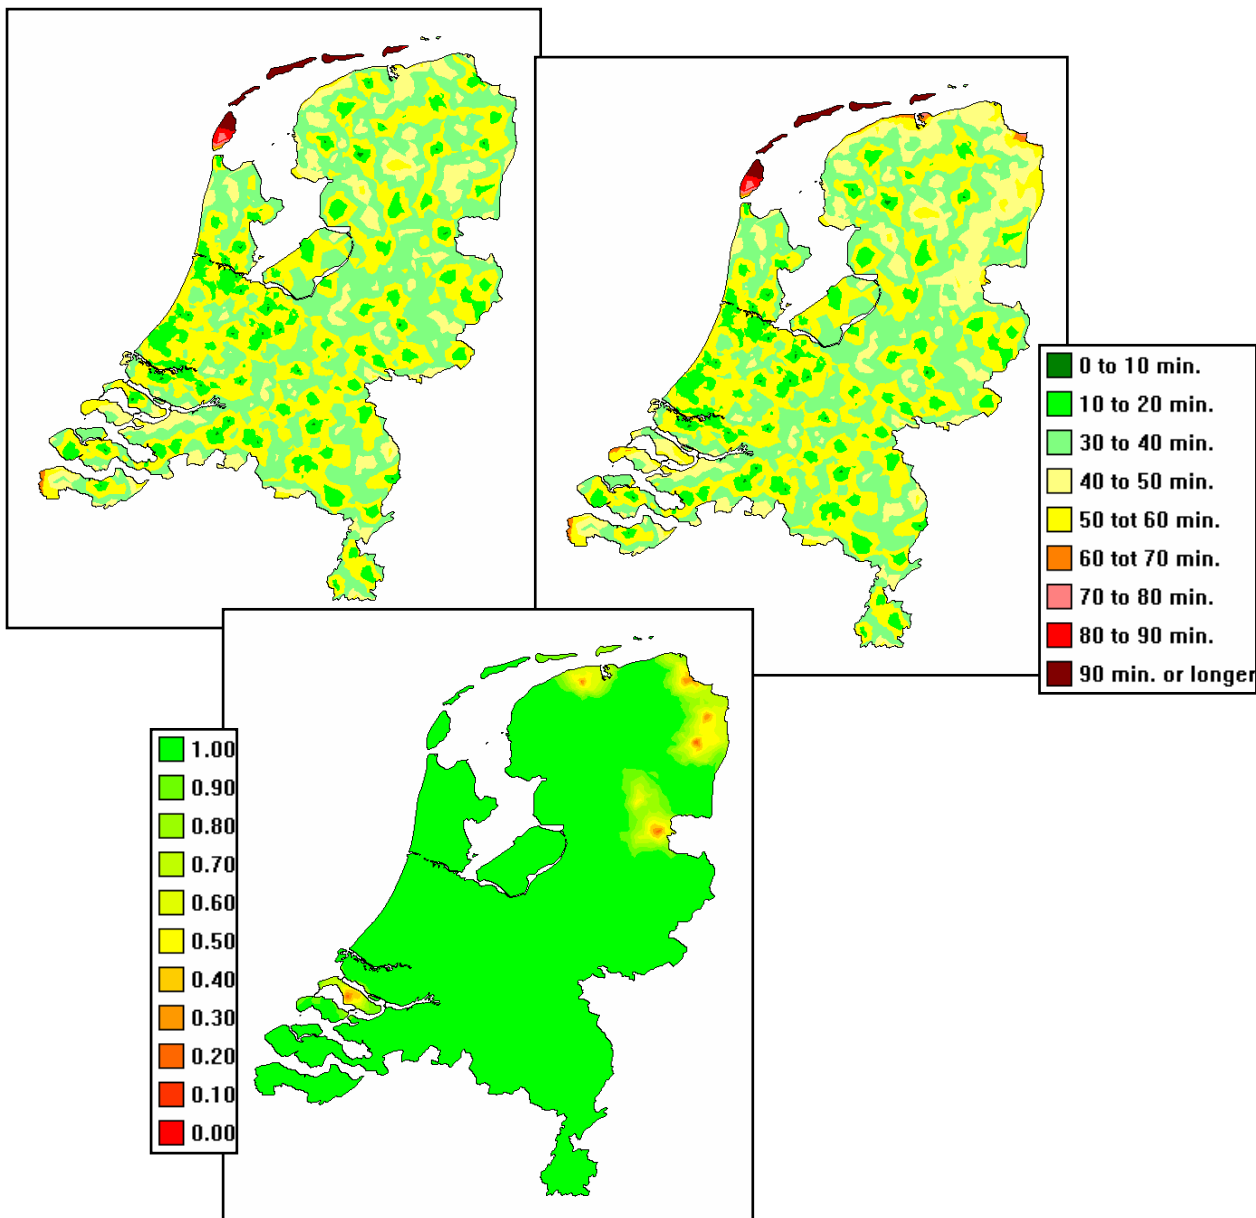 0 to 10 min.
10 to 20 min.
30 to 40 min.
40 to 50 min.
50 tot 60 min.
60 tot 70 min.
70 to 80 min.
80 to 90 min.
90 min. or longer
1.00
0.90
0.80
0.70
0.60
0.50
0.40
0.30
0.20
0.10
0.00